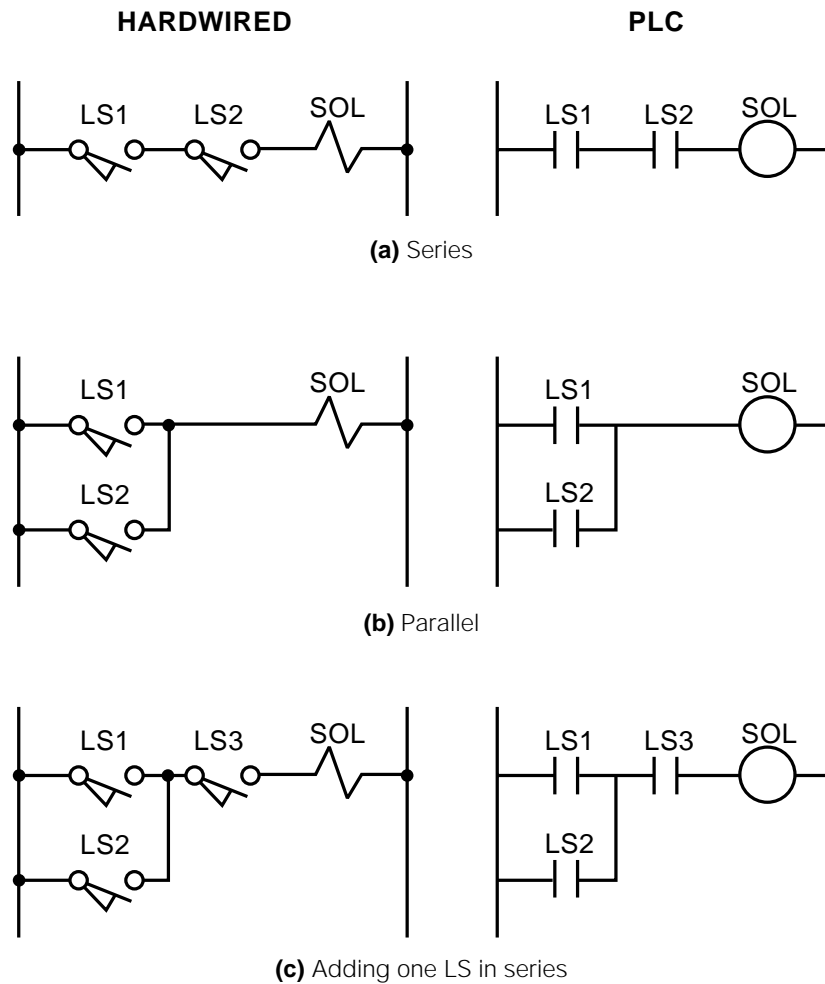 HARDWIRED PLC
LS1 LS2 SOL LS1 LS2 SOL
(a) Series
LS1 SOL LS1 SOL
LS2 LS2
(b) Parallel
LS1 LS3 SOL LS1 LS3 SOL
LS2 LS2
(c) Adding one LS in series